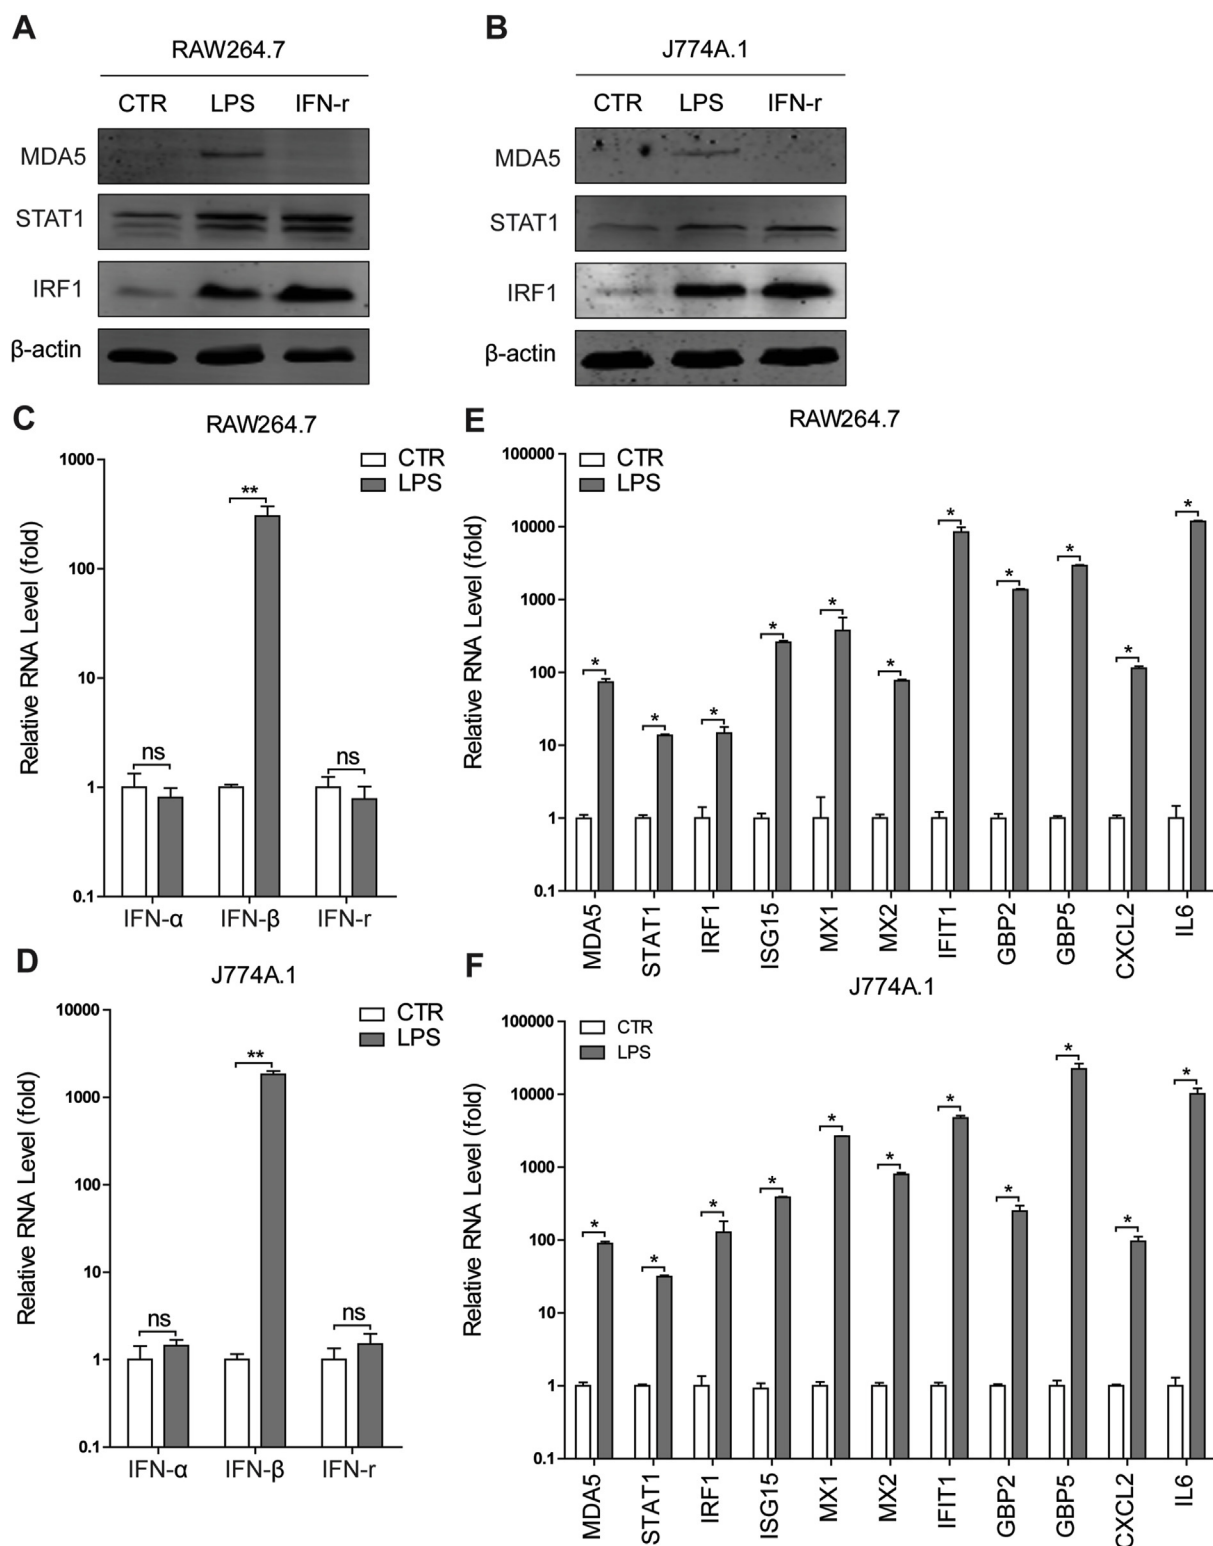 A
RAW264.7
CTR LPS IFN-r
MDA5
STAT1
IRF1
β-actin
B
J774A.1
CTR LPS IFN-r
MDA5
STAT1
IRF1
β-actin
C
RAW264.7
CTR
LPS
Relative RNA Level (fold)
1000
100
10
1
0.1
ns
**
ns
IFN-α IFN-β IFN-r
D
J774A.1
CTR
LPS
Relative RNA Level (fold)
10000
1000
100
10
1
0.1
ns
**
ns
IFN-α IFN-β IFN-r
E
RAW264.7
CTR
LPS
Relative RNA Level (fold)
100000
10000
1000
100
10
1
0.1
* * * * * * * * * * *
MDA5 STAT1 IRF1 ISG15 MX1 MX2 IFIT1 GBP2 GBP5 CXCL2 IL6
F
J774A.1
CTR
LPS
Relative RNA Level (fold)
100000
10000
1000
100
10
1
0.1
* * * * * * * * * * *
MDA5 STAT1 IRF1 ISG15 MX1 MX2 IFIT1 GBP2 GBP5 CXCL2 IL6